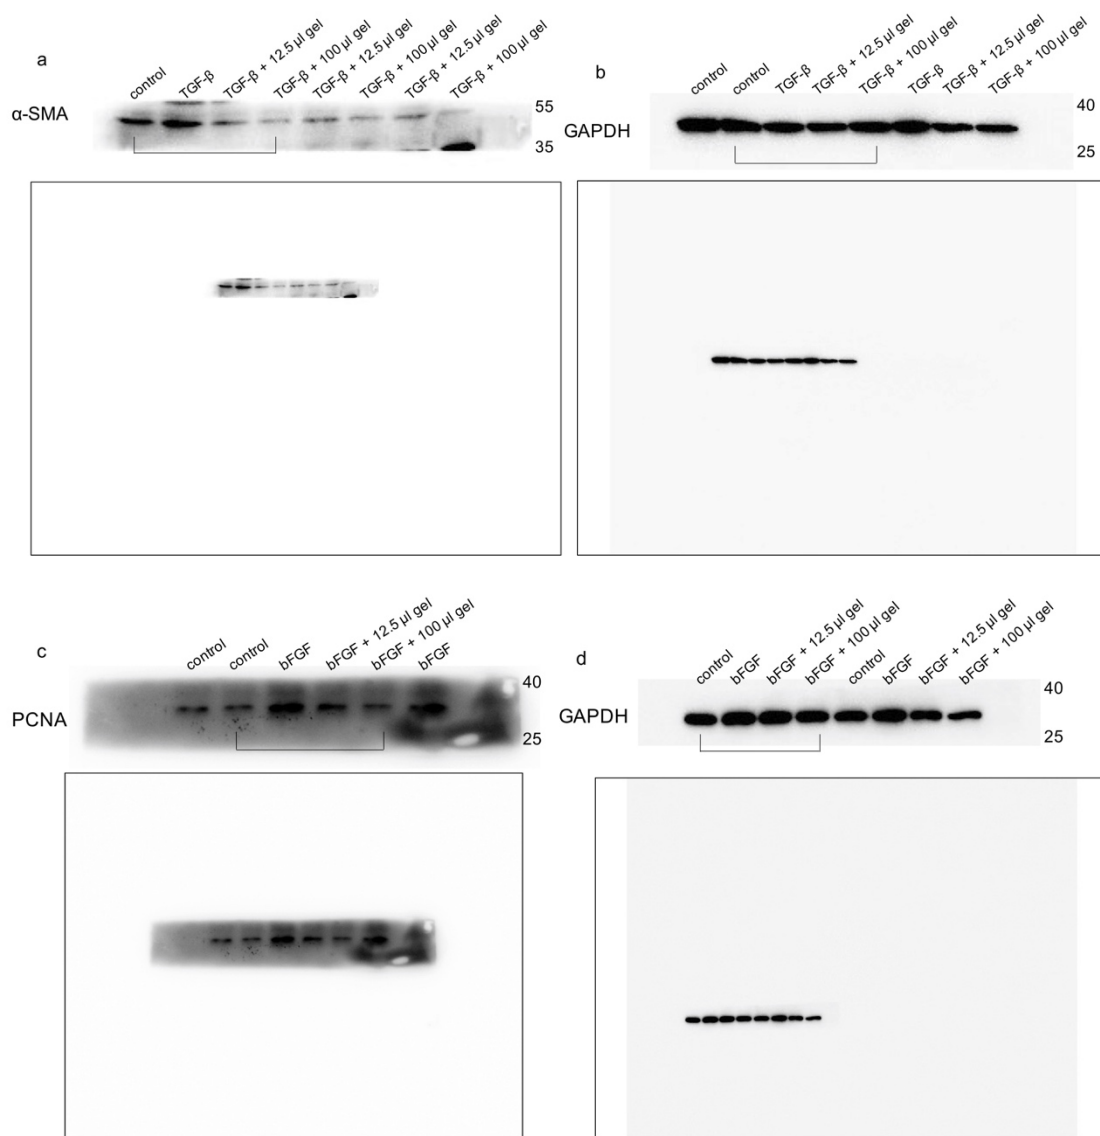 a
control
TGF-β
TGF-β + 12.5 µl gel
TGF-β + 100 µl gel
TGF-β + 12.5 µl gel
TGF-β + 100 µl gel
TGF-β + 12.5 µl gel
TGF-β + 100 µl gel
α-SMA
55
35
b
control
control
TGF-β
TGF-β + 12.5 µl gel
TGF-β + 100 µl gel
TGF-β
TGF-β + 12.5 µl gel
TGF-β + 100 µl gel
GAPDH
40
25
c
control
control
bFGF
bFGF + 12.5 µl gel
bFGF + 100 µl gel
bFGF
PCNA
40
25
d
control
bFGF
bFGF + 12.5 µl gel
bFGF + 100 µl gel
control
bFGF
bFGF + 12.5 µl gel
bFGF + 100 µl gel
GAPDH
40
25